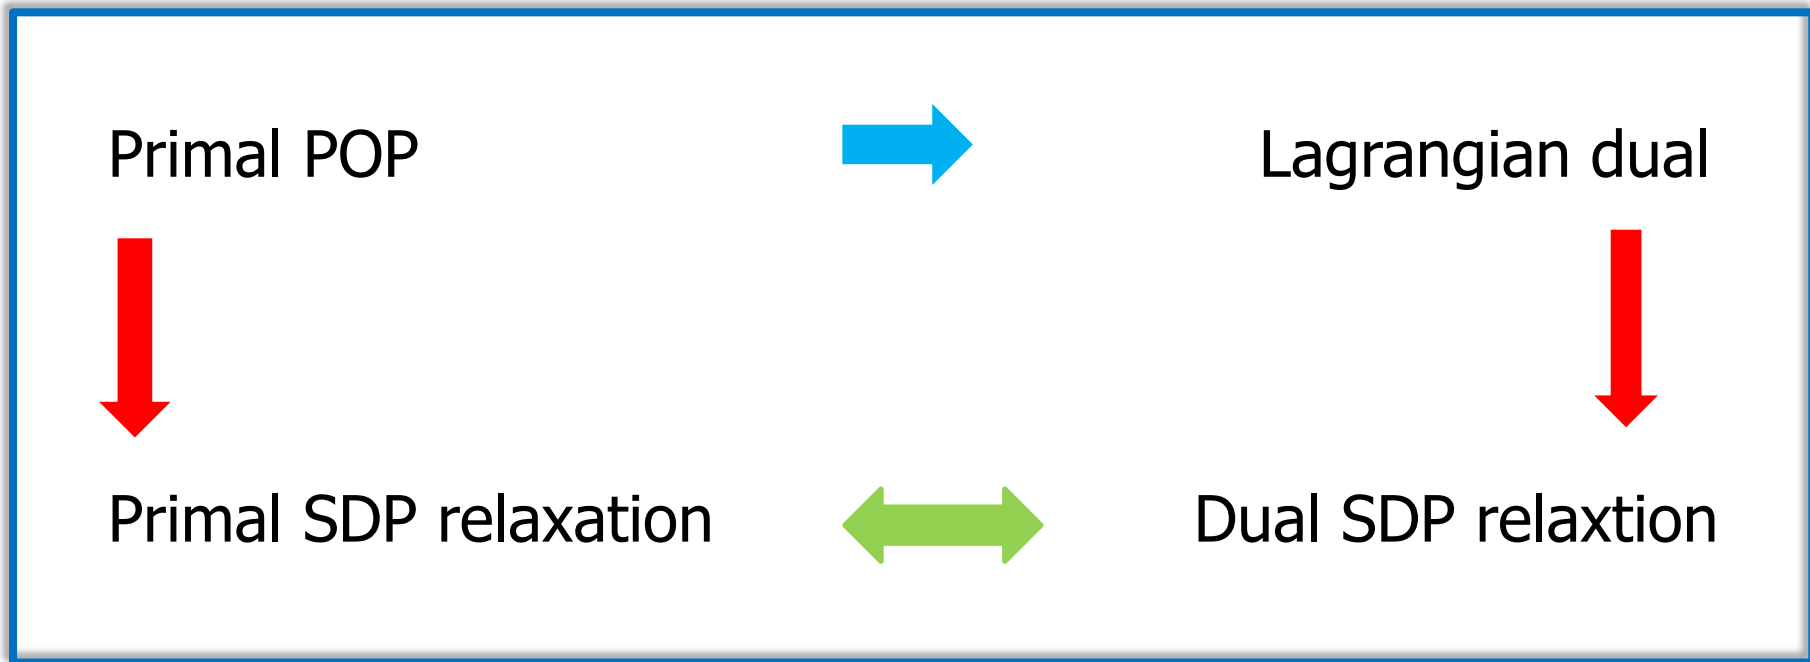 Primal POP
Lagrangian dual
Primal SDP relaxation
Dual SDP relaxtion